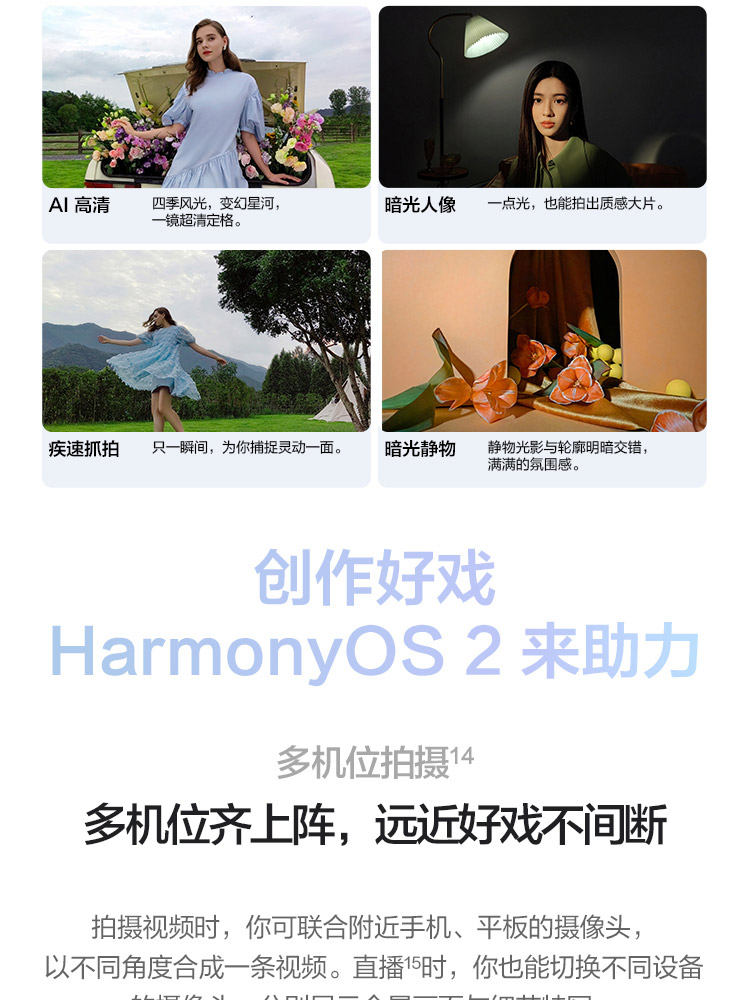 AI 高清
四季风光，变幻星河，
一镜超清定格。
暗光人像
一点光，也能拍出质感大片。
疾速抓拍
只一瞬间，为你捕捉灵动一面。
暗光静物
静物光影与轮廓明暗交错，
满满的氛围感。
创作好戏
HarmonyOS 2 来助力
多机位拍摄14
多机位齐上阵，远近好戏不间断
拍摄视频时，你可联合附近手机、平板的摄像头，
以不同角度合成一条视频。直播15时，你也能切换不同设备